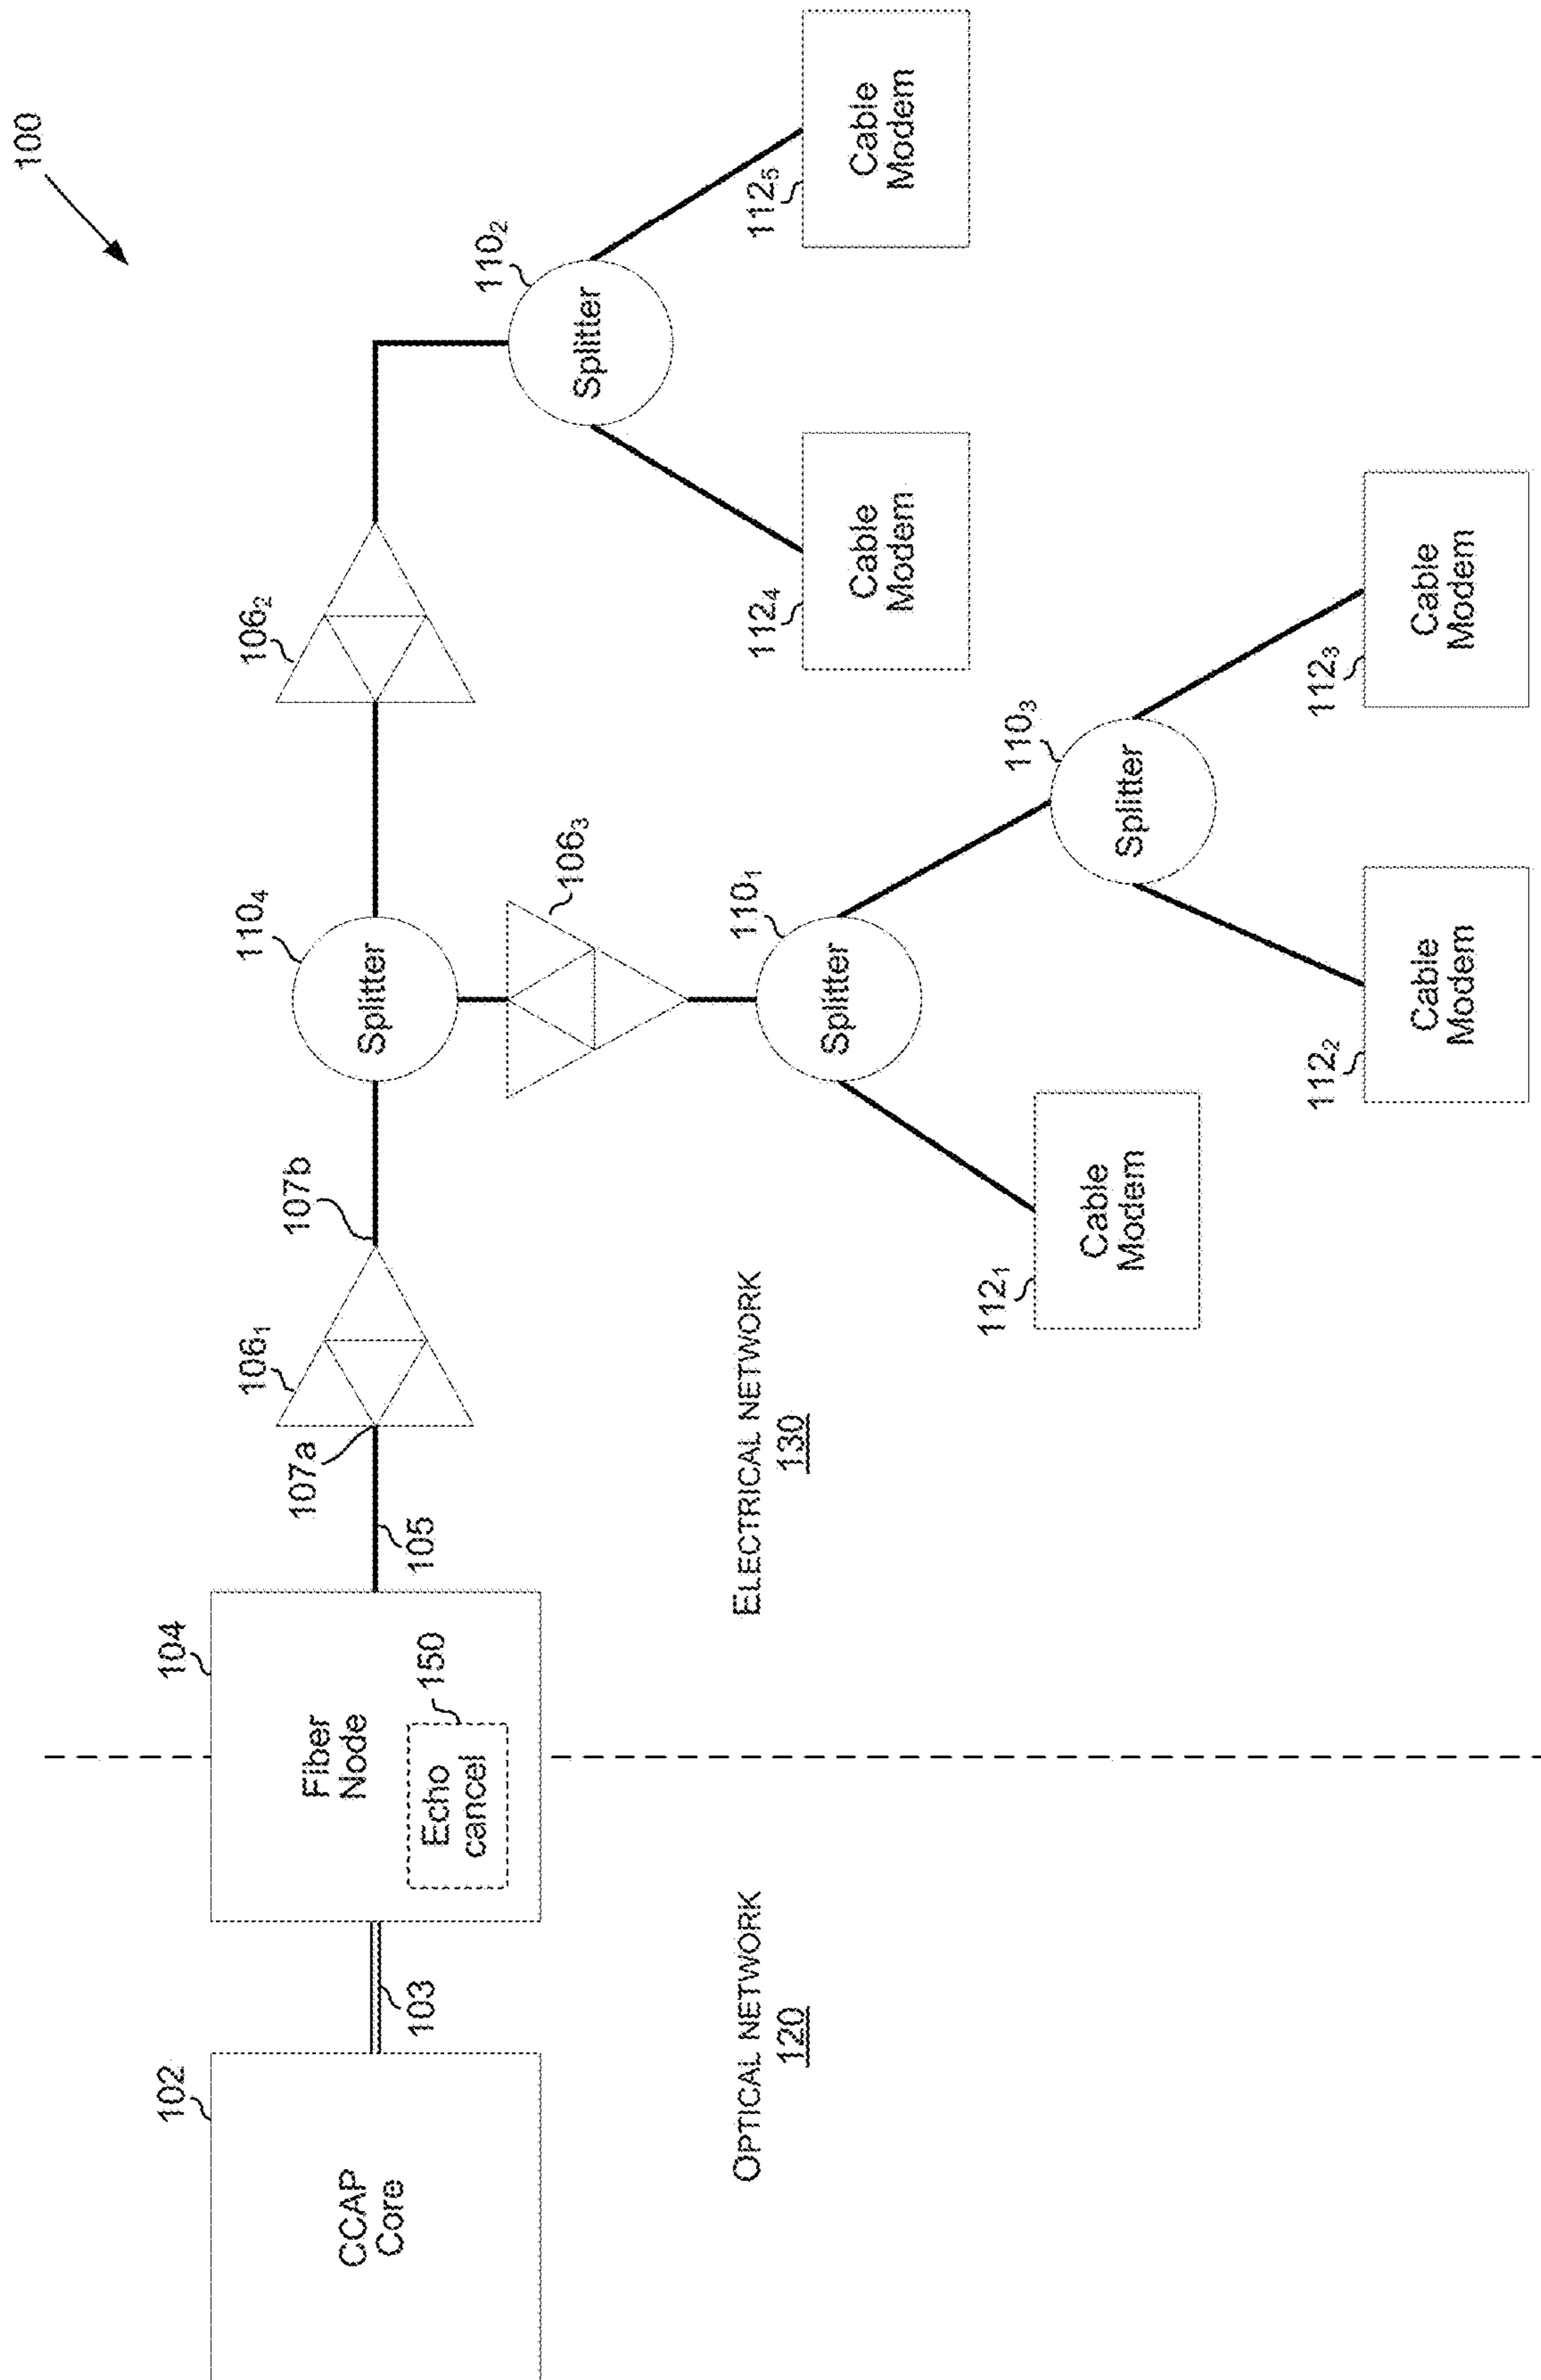 100
102
CCAP
Core
103
104
Fiber
Node
150
Echo
cancel
105
107a
106₁
107b
110₄
Splitter
106₂
106₃
110₂
Splitter
110₁
Splitter
110₃
Splitter
112₁
Cable
Modem
112₂
Cable
Modem
112₃
Cable
Modem
112₄
Cable
Modem
112₅
Cable
Modem
OPTICAL NETWORK
120
ELECTRICAL NETWORK
130